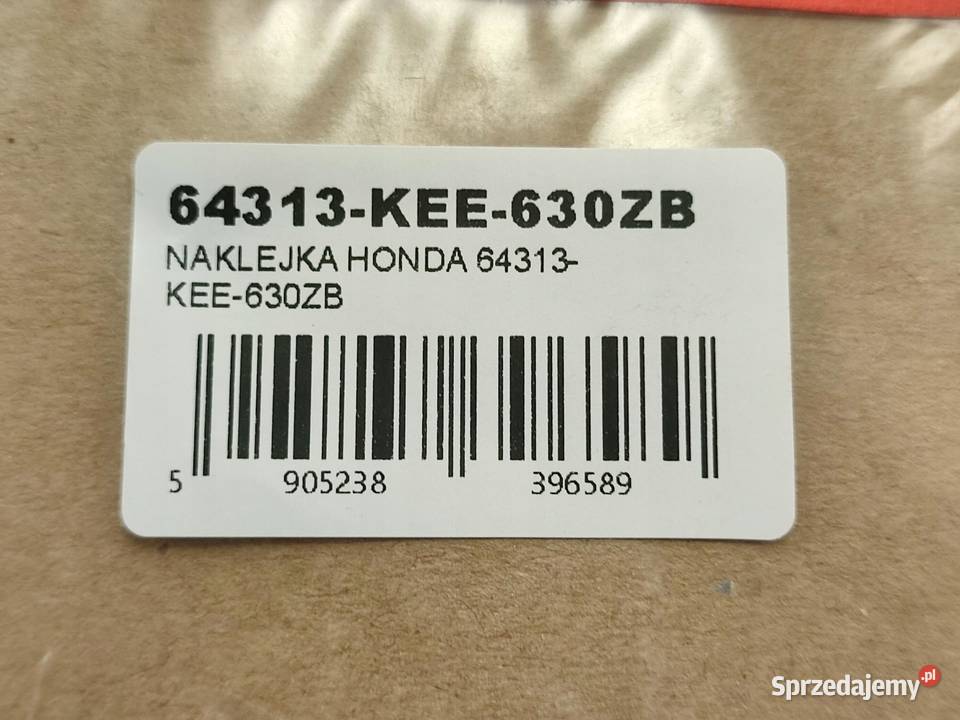 64313-KEE-630ZB
NAKLEJKA HONDA 64313-
KEE-630ZB
5 905238 396589
Sprzedajemy.pl